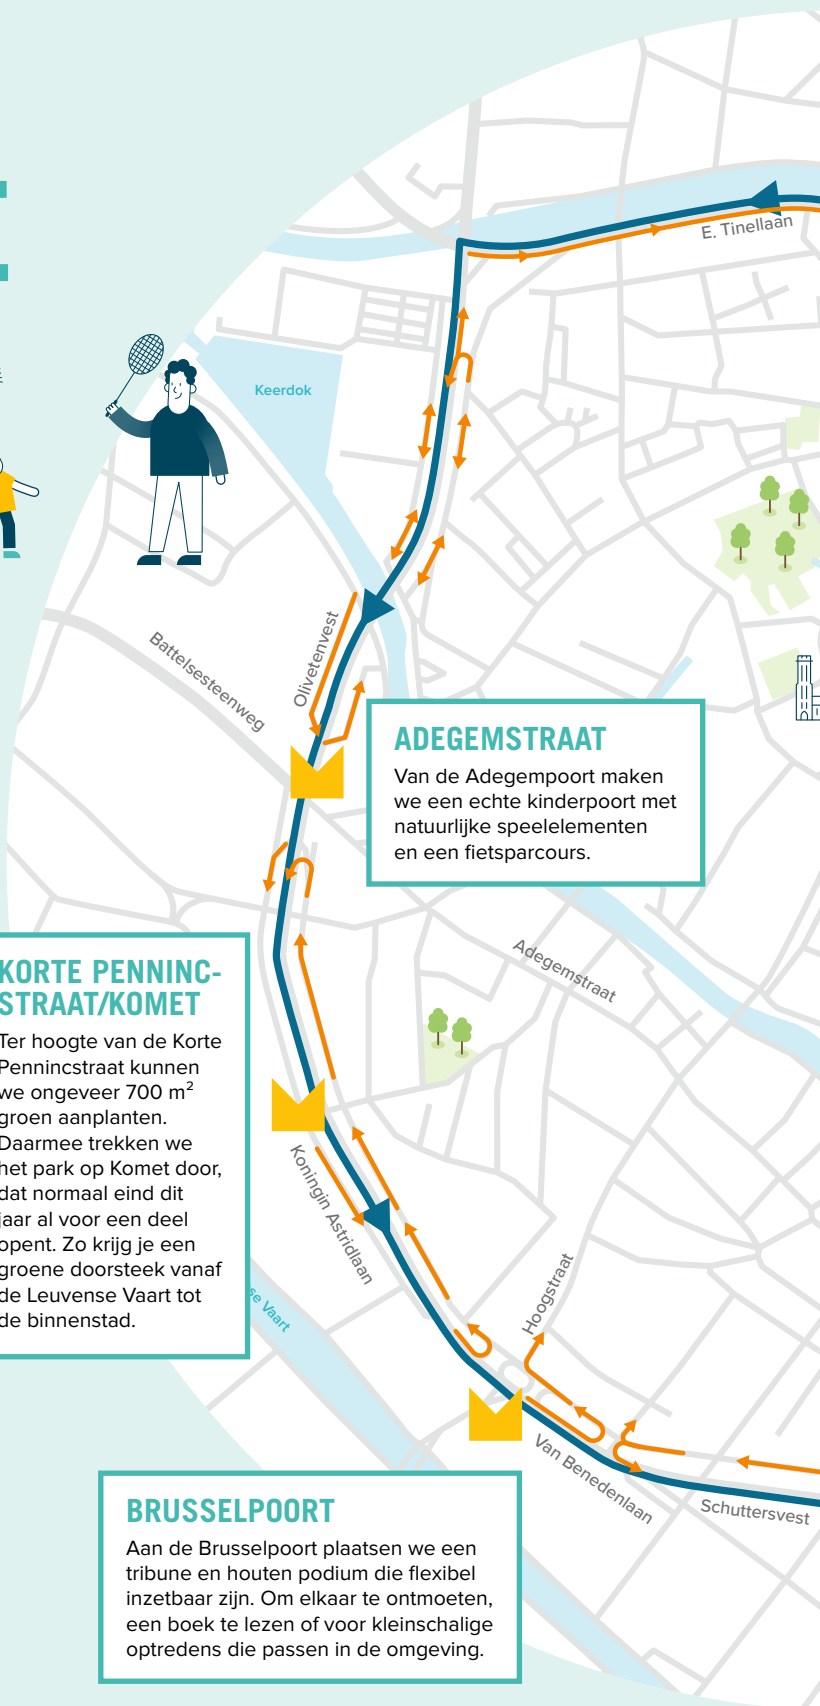 E. Tinellaan
Keerdok
Olivetenvest
Battelsesteenweg
ADEGEMSTRAAT
Van de Adegempoort maken
we een echte kinderpoort met
natuurlijke speelelementen
en een fietsparcours.
Adegemstraat
KORTE PENNINC-
STRAAT/KOMET
Ter hoogte van de Korte
Pennincstraat kunnen
we ongeveer 700 m²
groen aanplanten.
Daarmee trekken we
het park op Komet door,
dat normaal eind dit
jaar al voor een deel
opent. Zo krijg je een
groene doorsteek vanaf
de Leuvense Vaart tot
de binnenstad.
Koningin Astridlaan
se Vaart
Hoogstraat
Van Benedenlaan
Schuttersvest
BRUSSELPOORT
Aan de Brusselpoort plaatsen we een
tribune en houten podium die flexibel
inzetbaar zijn. Om elkaar te ontmoeten,
een boek te lezen of voor kleinschalige
optredens die passen in de omgeving.